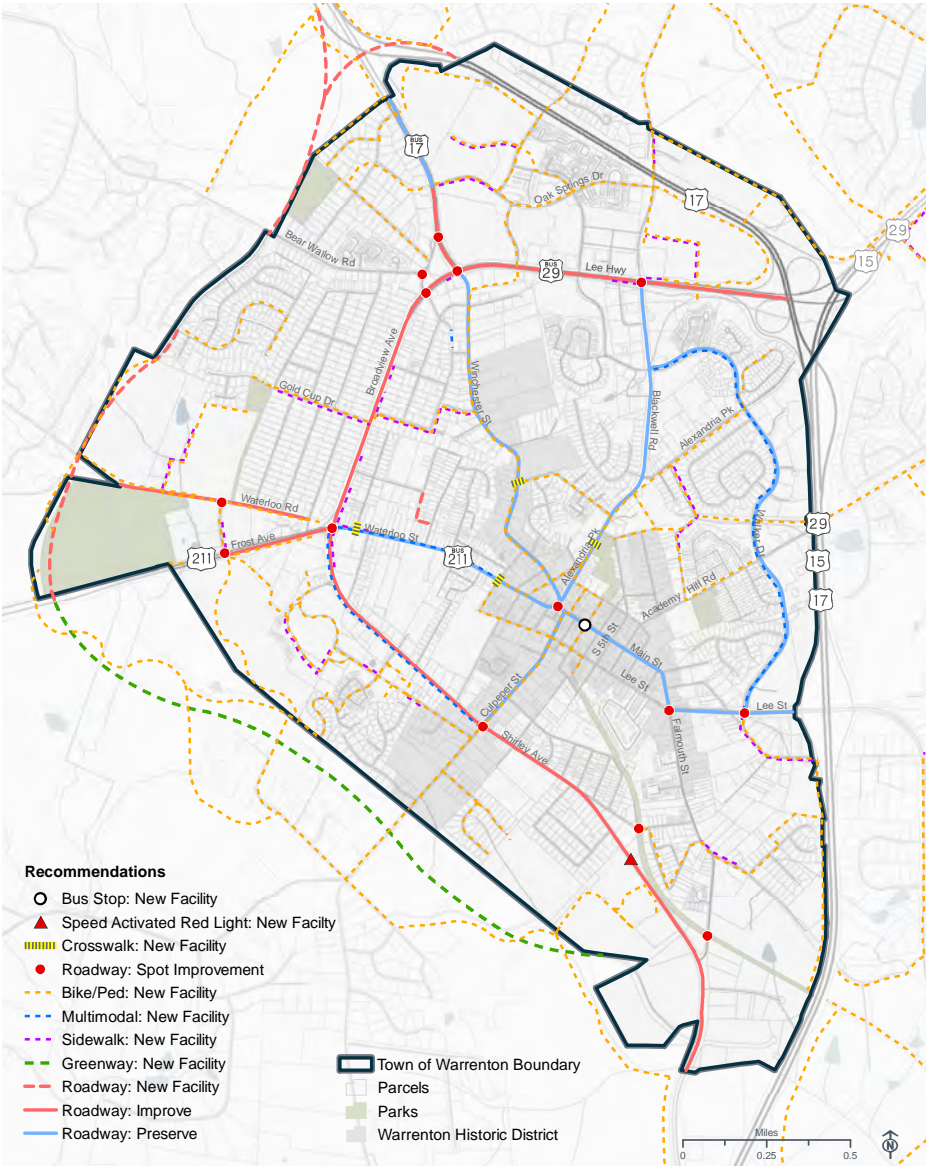 BUS
17
Oak Springs Dr
17
29
15
Bear Wallow Rd
BUS
29
Lee Hwy
Broadview Ave
Winchester St
Gold Cup Dr
Blackwell Rd
Alexandria Pk
Waterloo Rd
Walker Dr
29
15
17
Frost Ave
211
Waterloo St
BUS
211
Alexandria Pk
Academy Hill Rd
S 5th St
Main St
Lee St
Lee St
Culpeper St
Shirley Ave
Falmouth St
Recommendations
Bus Stop: New Facility
Speed Activated Red Light: New Facilty
Crosswalk: New Facility
Roadway: Spot Improvement
Bike/Ped: New Facility
Multimodal: New Facility
Sidewalk: New Facility
Greenway: New Facility
Roadway: New Facility
Roadway: Improve
Roadway: Preserve
Town of Warrenton Boundary
Parcels
Parks
Warrenton Historic District
Miles
0 0.25 0.5
N